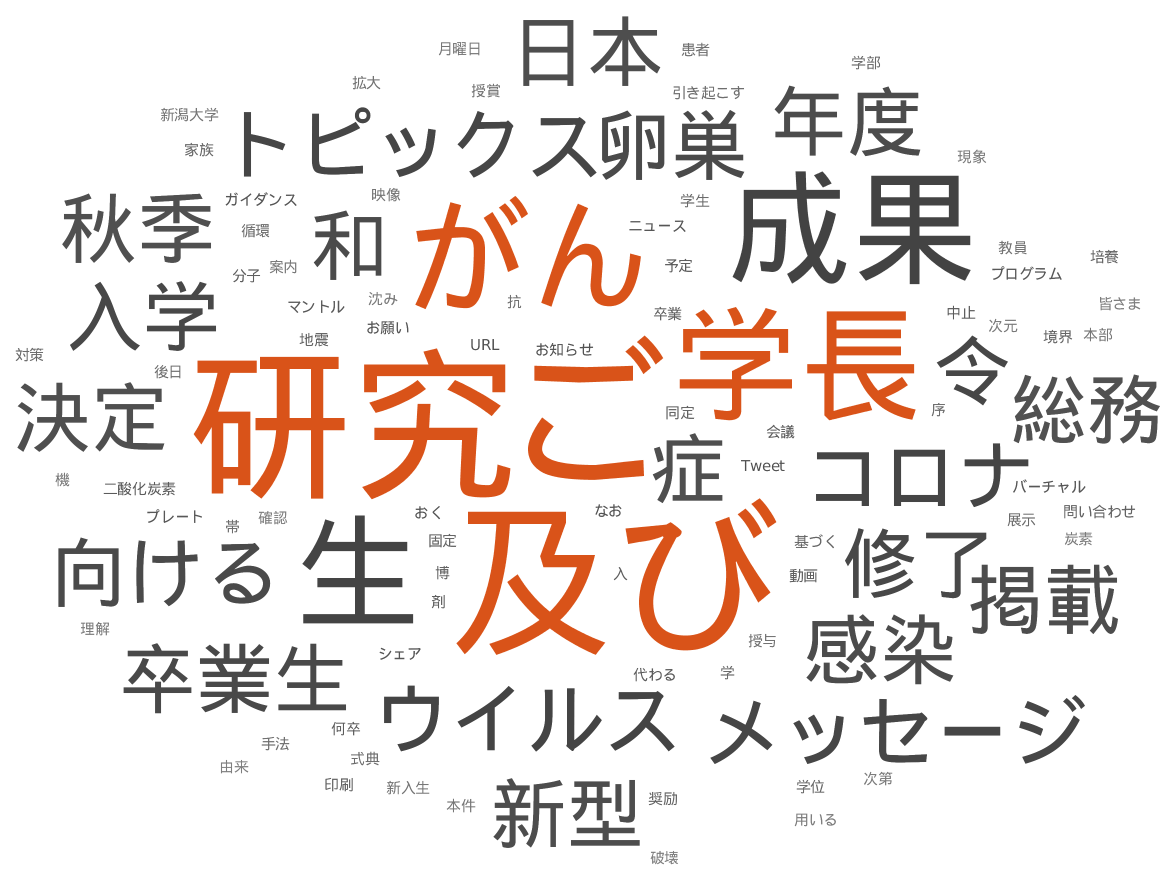 日本
月曜日
患者
学部
拡大
授賞
引き起こす
年度
新潟大学
トピックス
卵巣
家族
現象
成果
秋季
ガイダンス
映像
学生
和
がん
ニュース
循環
教員
培養
分子
案内
予定
プログラム
入学
マントル
沈み
抗
卒業
中止
皆さま
お願い
学長
次元
地震
URL
お知らせ
境界
本部
対策
後日
研究
ご
令
総務
決定
同定
序
会議
症
Tweet
コロナ
機
二酸化炭素
バーチャル
プレート
帯
確認
おく
及び
なお
展示
問い合わせ
向ける
生
固定
基づく
修了
炭素
博
入
動画
掲載
剤
理解
シェア
授与
感染
卒業生
代わる
学
ウイルス
メッセージ
何卒
手法
式典
由来
印刷
新入生
学位
次第
本件
新型
奨励
用いる
破壊